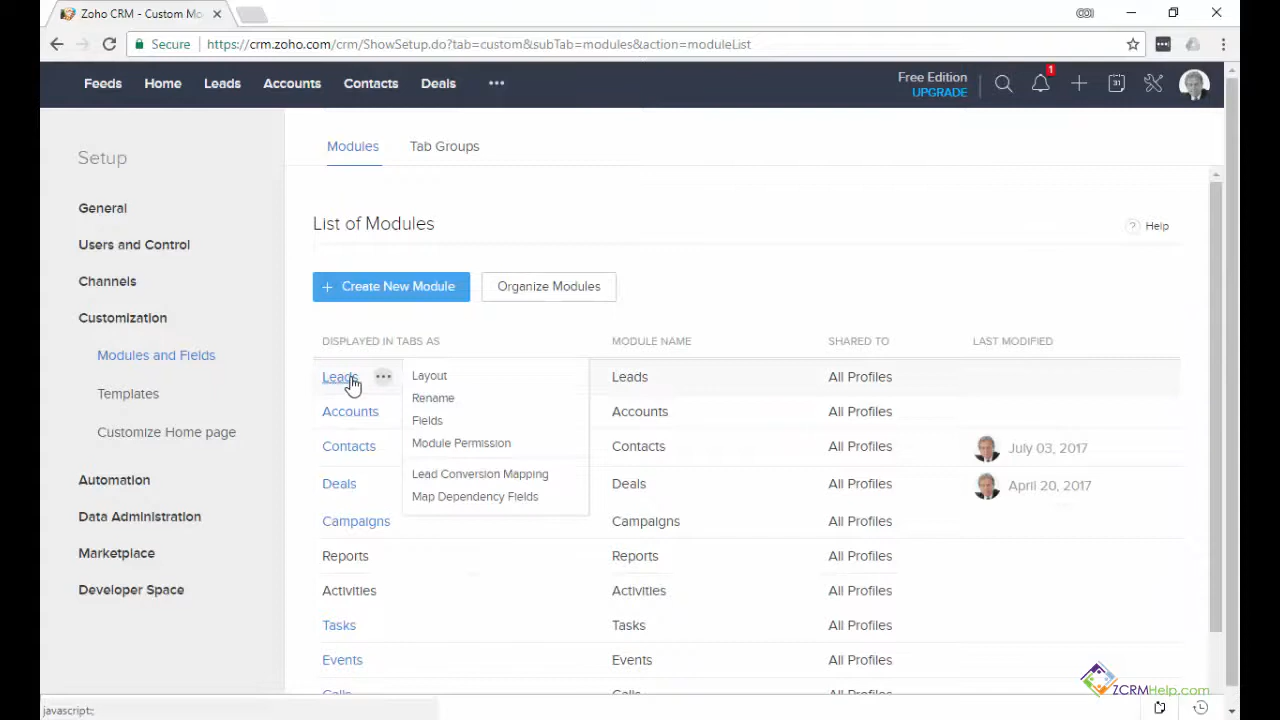 Zoho CRM - Custom Mo
Secure
https://crm.zoho.com/crm/ShowSetup.do?tab=custom&subTab=modules&action=moduleList
Feeds Home Leads Accounts Contacts Deals •••
Free Edition
UPGRADE
1
31
Setup
General
Users and Control
Channels
Customization
Modules and Fields
Templates
Customize Home page
Automation
Data Administration
Marketplace
Developer Space
Modules Tab Groups
List of Modules
? Help
+ Create New Module Organize Modules
DISPLAYED IN TABS AS MODULE NAME SHARED TO LAST MODIFIED
Leads ••• Leads All Profiles
Layout
Rename
Fields
Module Permission
Lead Conversion Mapping
Map Dependency Fields
Accounts Accounts All Profiles
Contacts Contacts All Profiles July 03, 2017
Deals Deals All Profiles April 20, 2017
Campaigns Campaigns All Profiles
Reports Reports All Profiles
Activities Activities All Profiles
Tasks Tasks All Profiles
Events Events All Profiles
Calls Calls All Profiles
ZCRMHelp.com
javascript:;